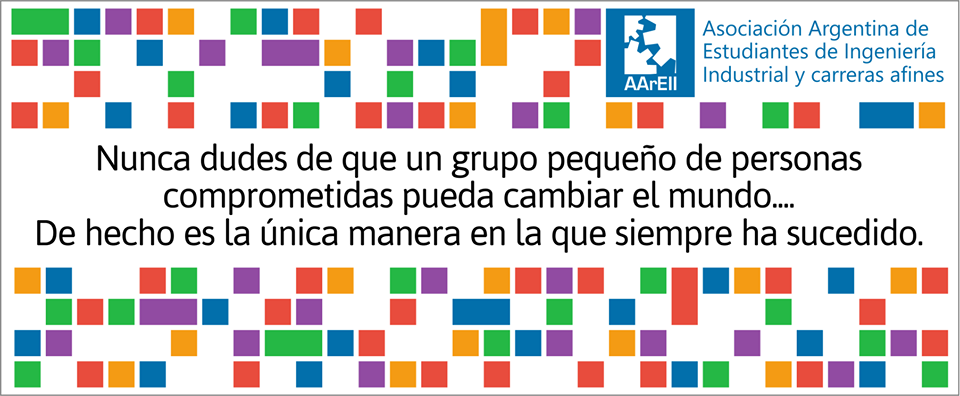 AArEII
Asociación Argentina de
Estudiantes de Ingeniería
Industrial y carreras afines
Nunca dudes de que un grupo pequeño de personas
comprometidas pueda cambiar el mundo....
De hecho es la única manera en la que siempre ha sucedido.